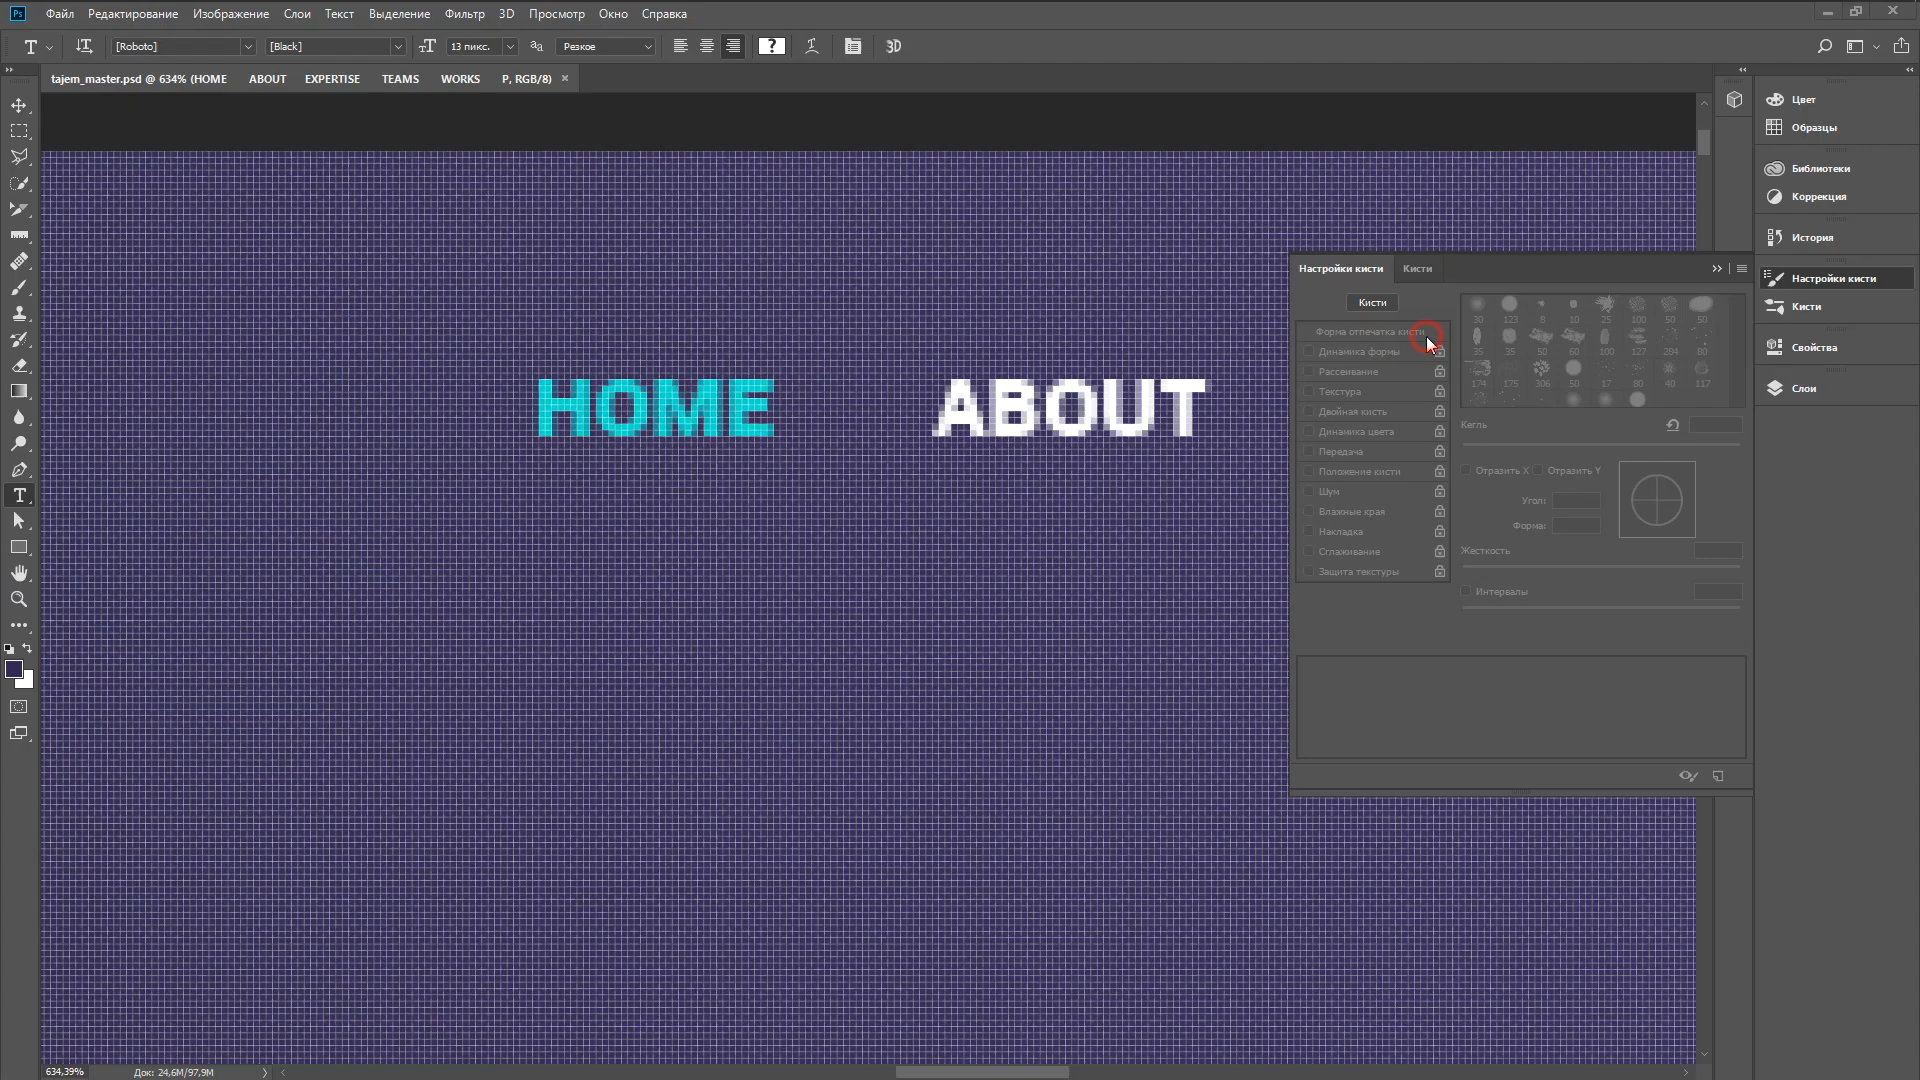 Ps Файл Редактирование Изображение Слои Текст Выделение Фильтр 3D Просмотр Окно Справка
T [Roboto] [Black] 13 пикс. aa Резкое ? 3D
tajem_master.psd @ 634% (HOME ABOUT EXPERTISE TEAMS WORKS P, RGB/8) ×
HOME ABOUT
Настройки кисти Кисти
Кисти
Форма отпечатка кисти
Динамика формы
Рассеивание
Текстура
Двойная кисть
Динамика цвета
Передача
Положение кисти
Шум
Влажные края
Накладка
Сглаживание
Защита текстуры
30 123 8 10 25 100 50 50
35 35 50 60 100 127 284 80
174 175 306 50 17 80 40 117
Кегль
Отразить X Отразить Y
Угол:
Форма:
Жесткость
Интервалы
Цвет
Образцы
Библиотеки
Коррекция
История
Настройки кисти
Кисти
Свойства
Слои
634,39% Док: 24,6M/97,9M